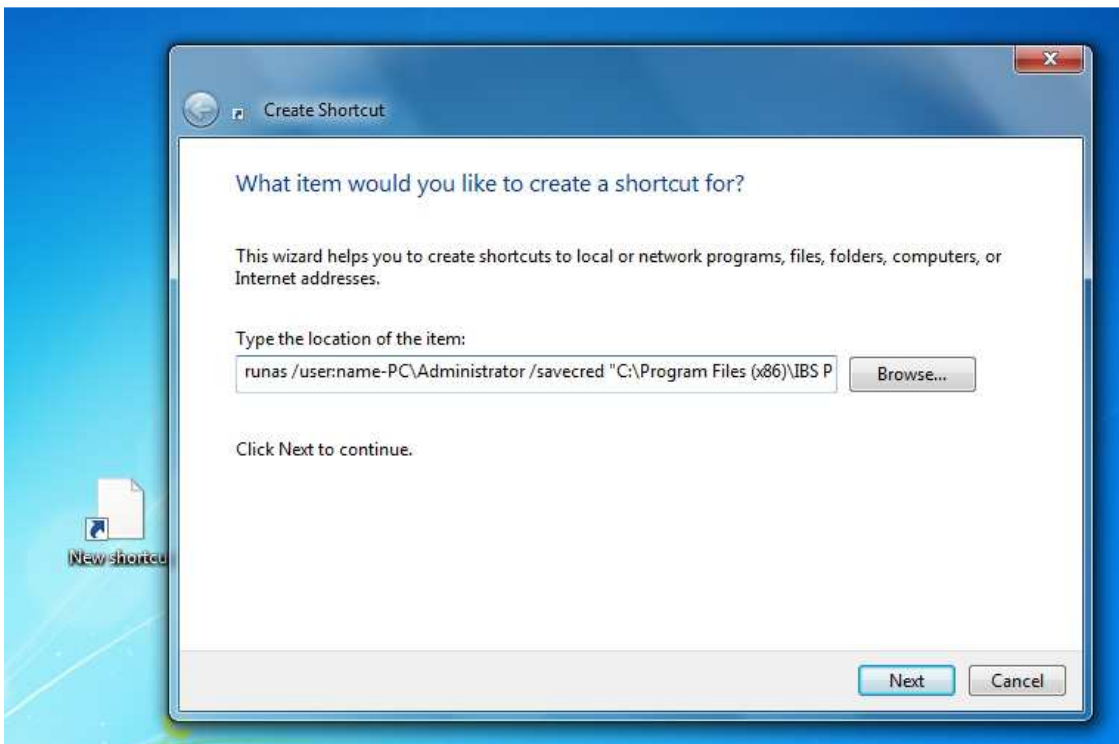 Create Shortcut
What item would you like to create a shortcut for?
This wizard helps you to create shortcuts to local or network programs, files, folders, computers, or
Internet addresses.
Type the location of the item:
runas /user:name-PC\Administrator /savecred "C:\Program Files (x86)\IBS P
Browse...
Click Next to continue.
New shortcu
Next
Cancel